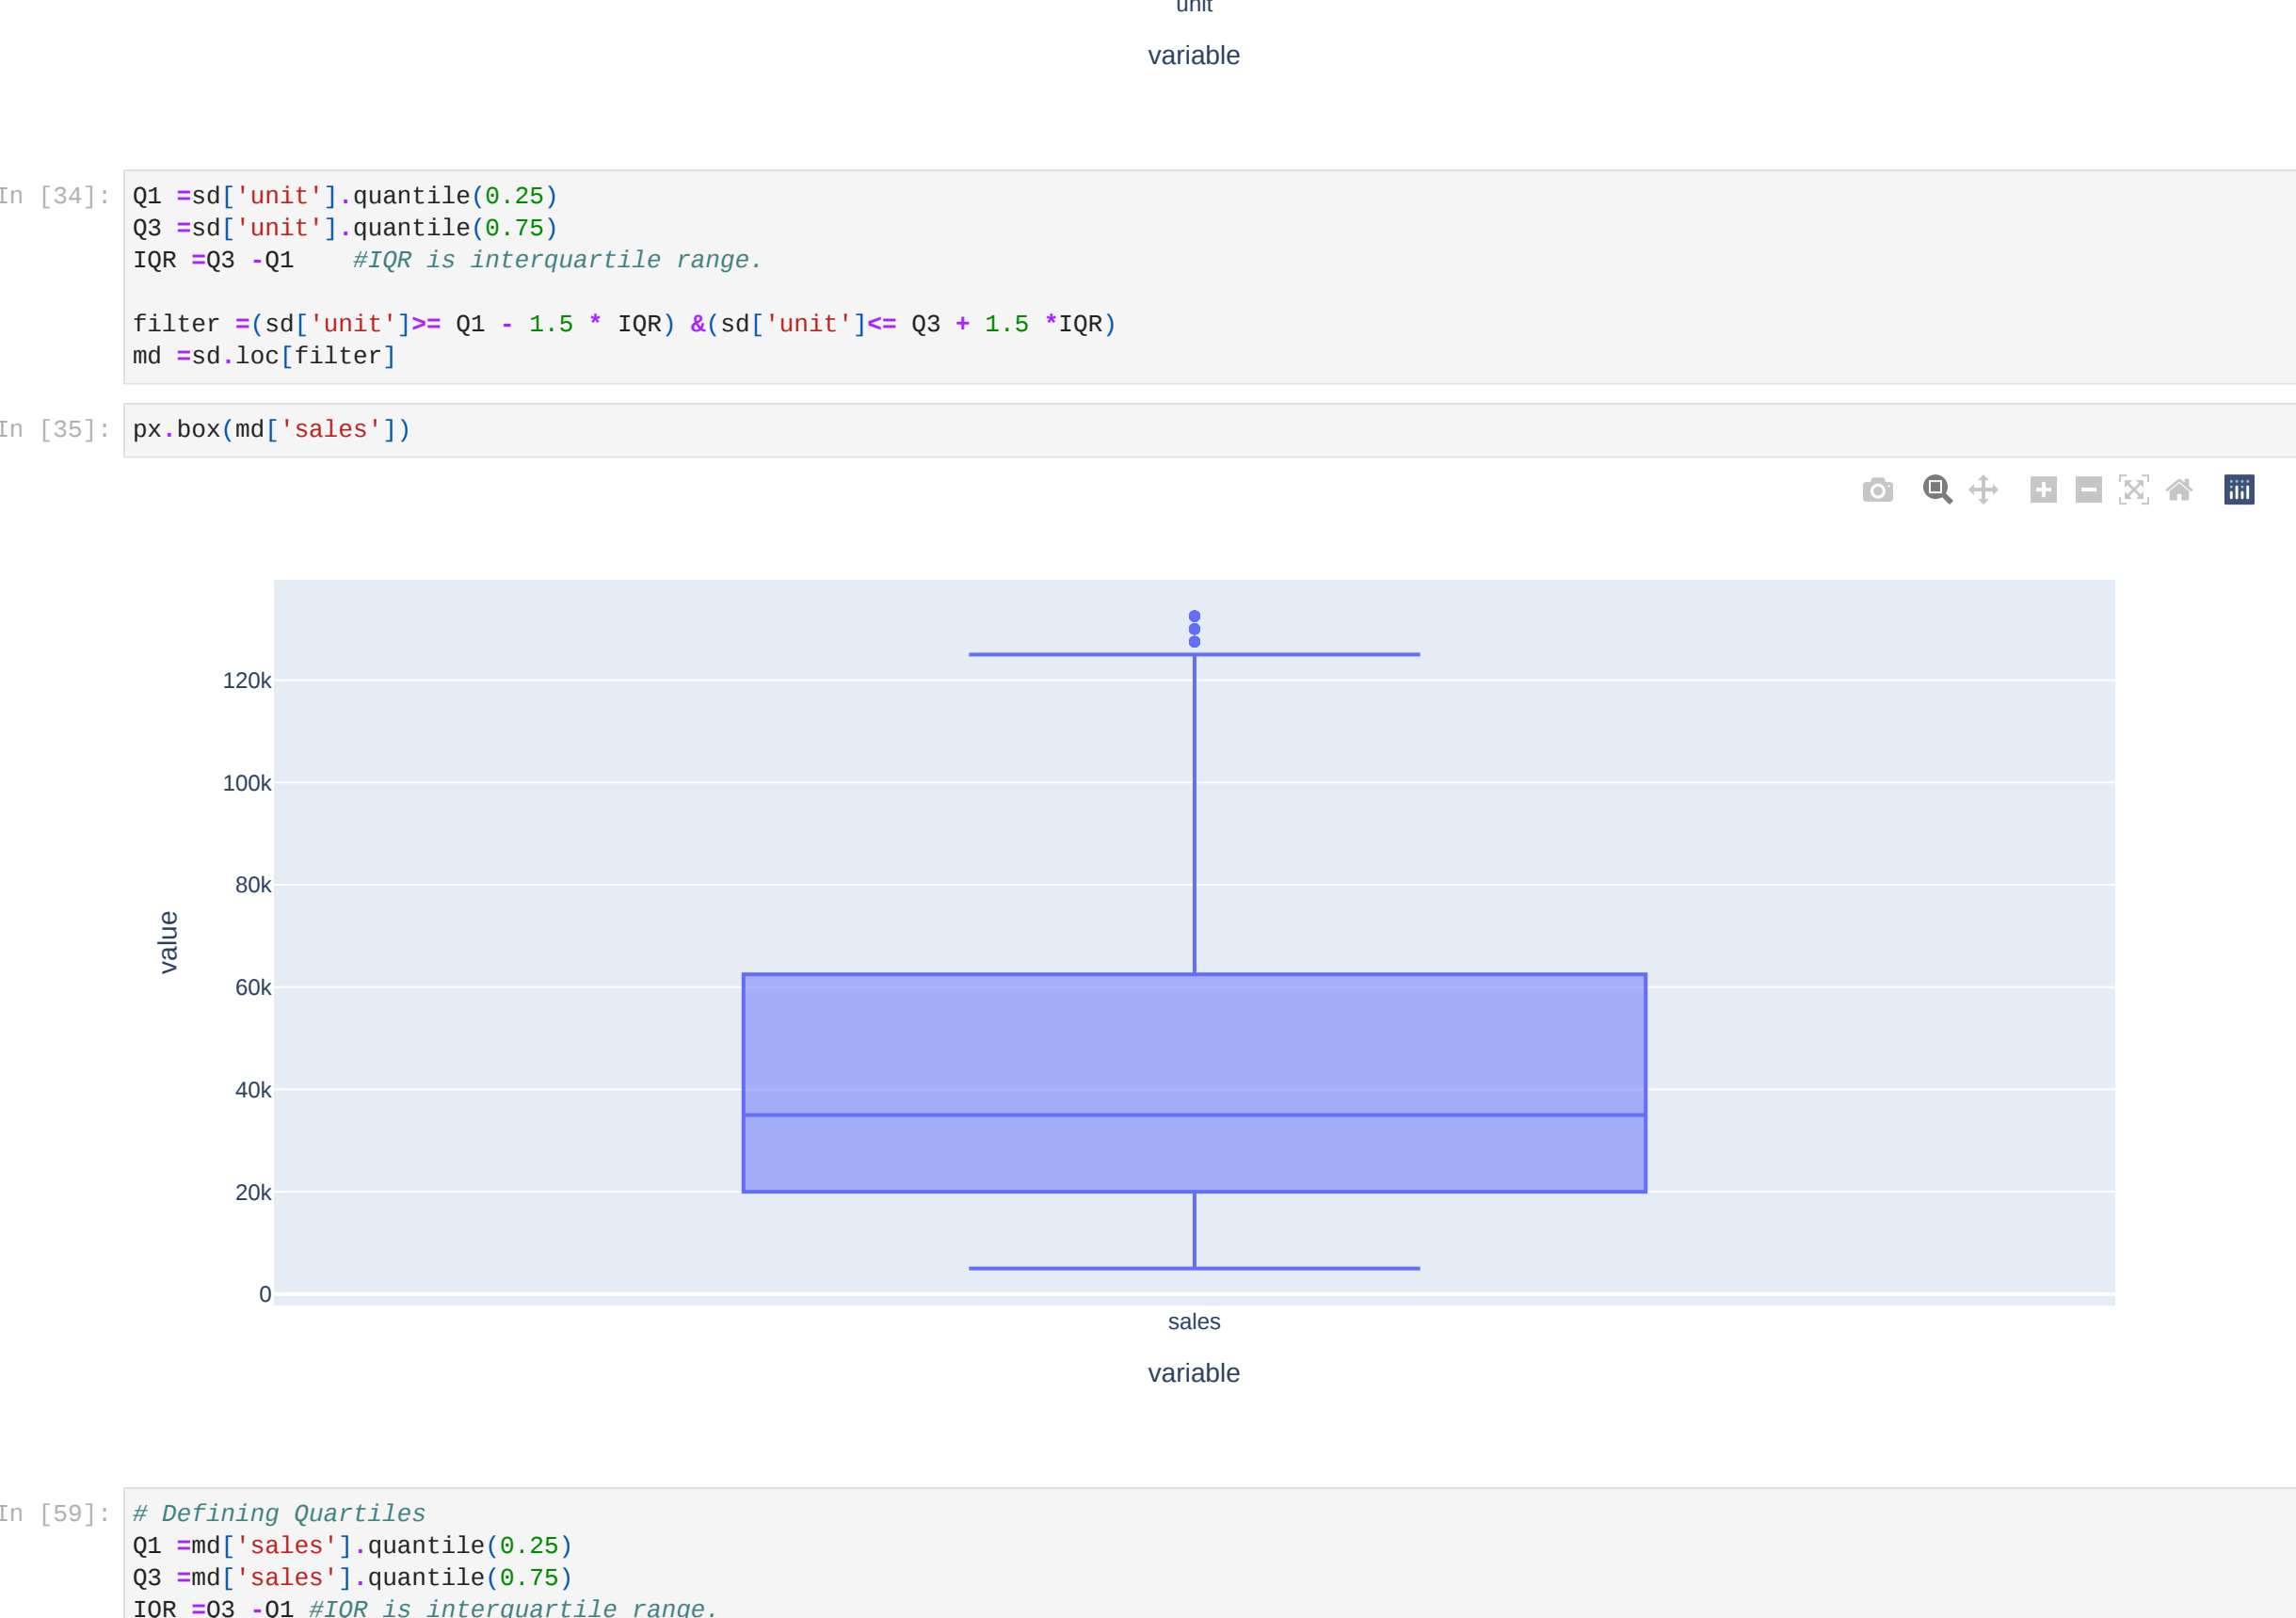 unit
variable
In [34]:
Q1 =sd['unit'].quantile(0.25)
Q3 =sd['unit'].quantile(0.75)
IQR =Q3 -Q1    #IQR is interquartile range.
filter =(sd['unit']>= Q1 - 1.5 * IQR) &(sd['unit']<= Q3 + 1.5 *IQR)
md =sd.loc[filter]
In [35]:
px.box(md['sales'])
120k
100k
80k
60k
40k
20k
0
value
sales
variable
In [59]:
# Defining Quartiles
Q1 =md['sales'].quantile(0.25)
Q3 =md['sales'].quantile(0.75)
IQR =Q3 -Q1 #IQR is interquartile range.